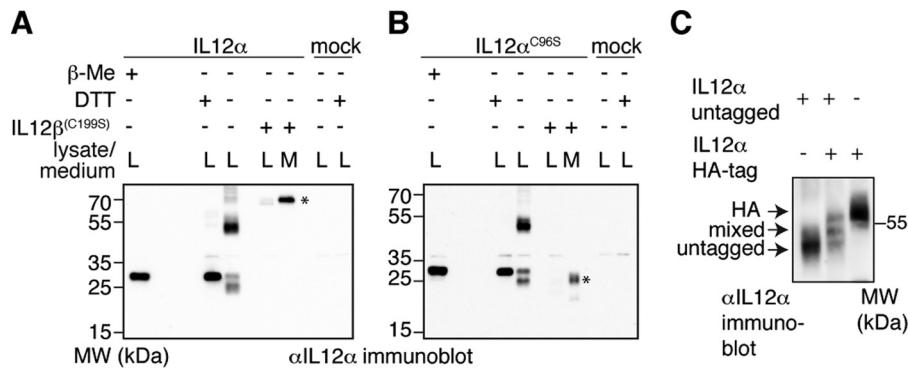 A
IL12α mock
β-Me + - - - - - -
DTT - + - - - - +
IL12β(C199S) - - - + + - -
lysate/
medium L L L L M L L
70
55
35
25
15
*
MW (kDa)
B
IL12αC96S mock
+ - - - - - -
- + - - - - +
- - - + + - -
L L L L M L L
70
55
35
25
15
*
αIL12α immunoblot
C
IL12α
untagged + + -
IL12α
HA-tag - + +
HA
mixed
untagged
55
αIL12α
immuno-
blot
MW
(kDa)